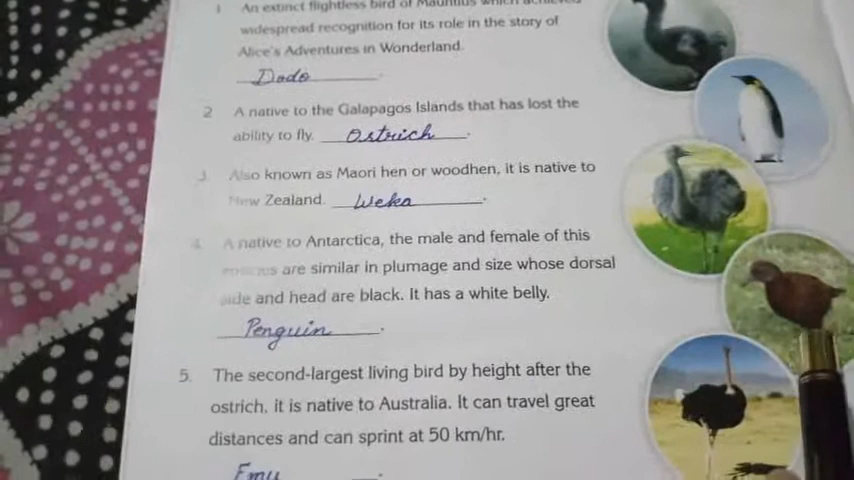 1 An extinct flightless bird of Mauritius which achieved
widespread recognition for its role in the story of
Alice's Adventures in Wonderland.
Dodo.
2 A native to the Galapagos Islands that has lost the
ability to fly. Ostrich.
3. Also known as Maori hen or woodhen, it is native to
New Zealand. Weka.
4. A native to Antarctica, the male and female of this
species are similar in plumage and size whose dorsal
side and head are black. It has a white belly.
Penguin.
5. The second-largest living bird by height after the
ostrich, it is native to Australia. It can travel great
distances and can sprint at 50 km/hr.
Emu.